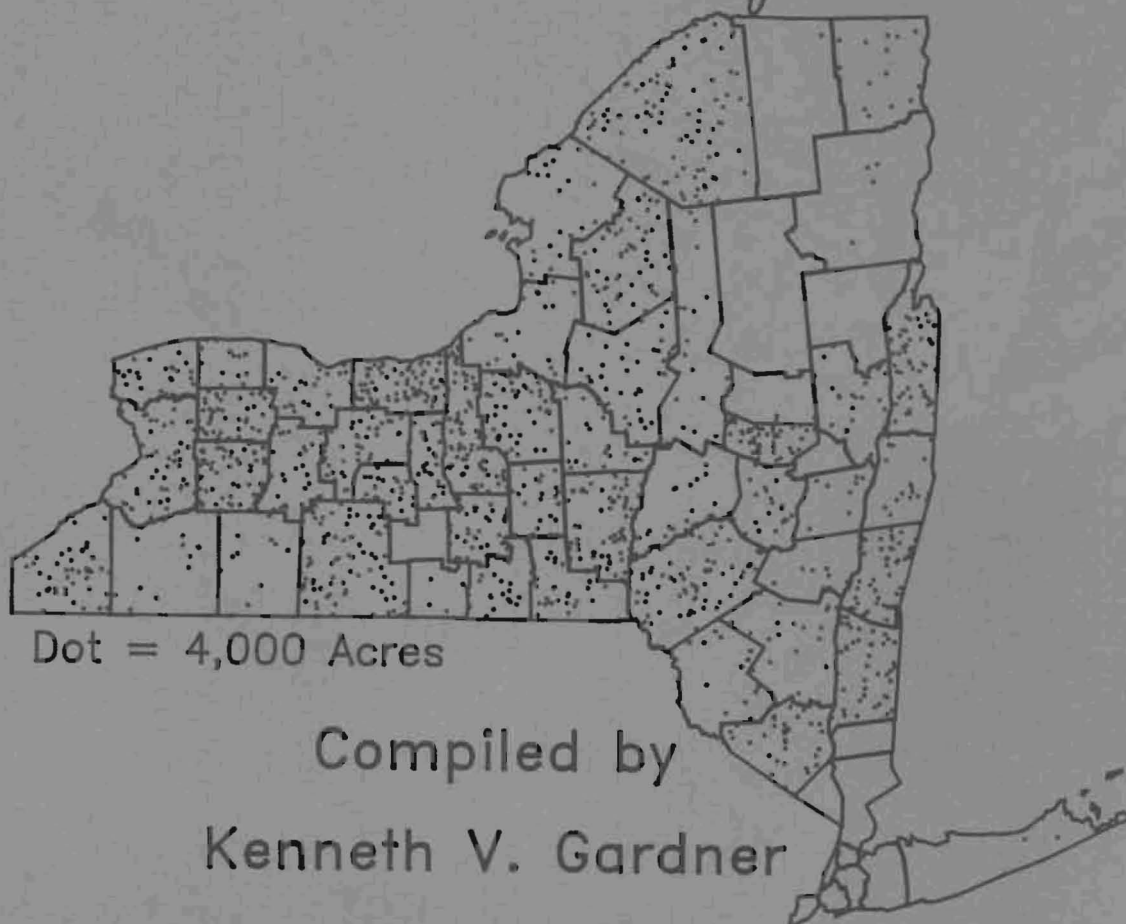 Dot = 4,000 Acres
Compiled by
Kenneth V. Gardner